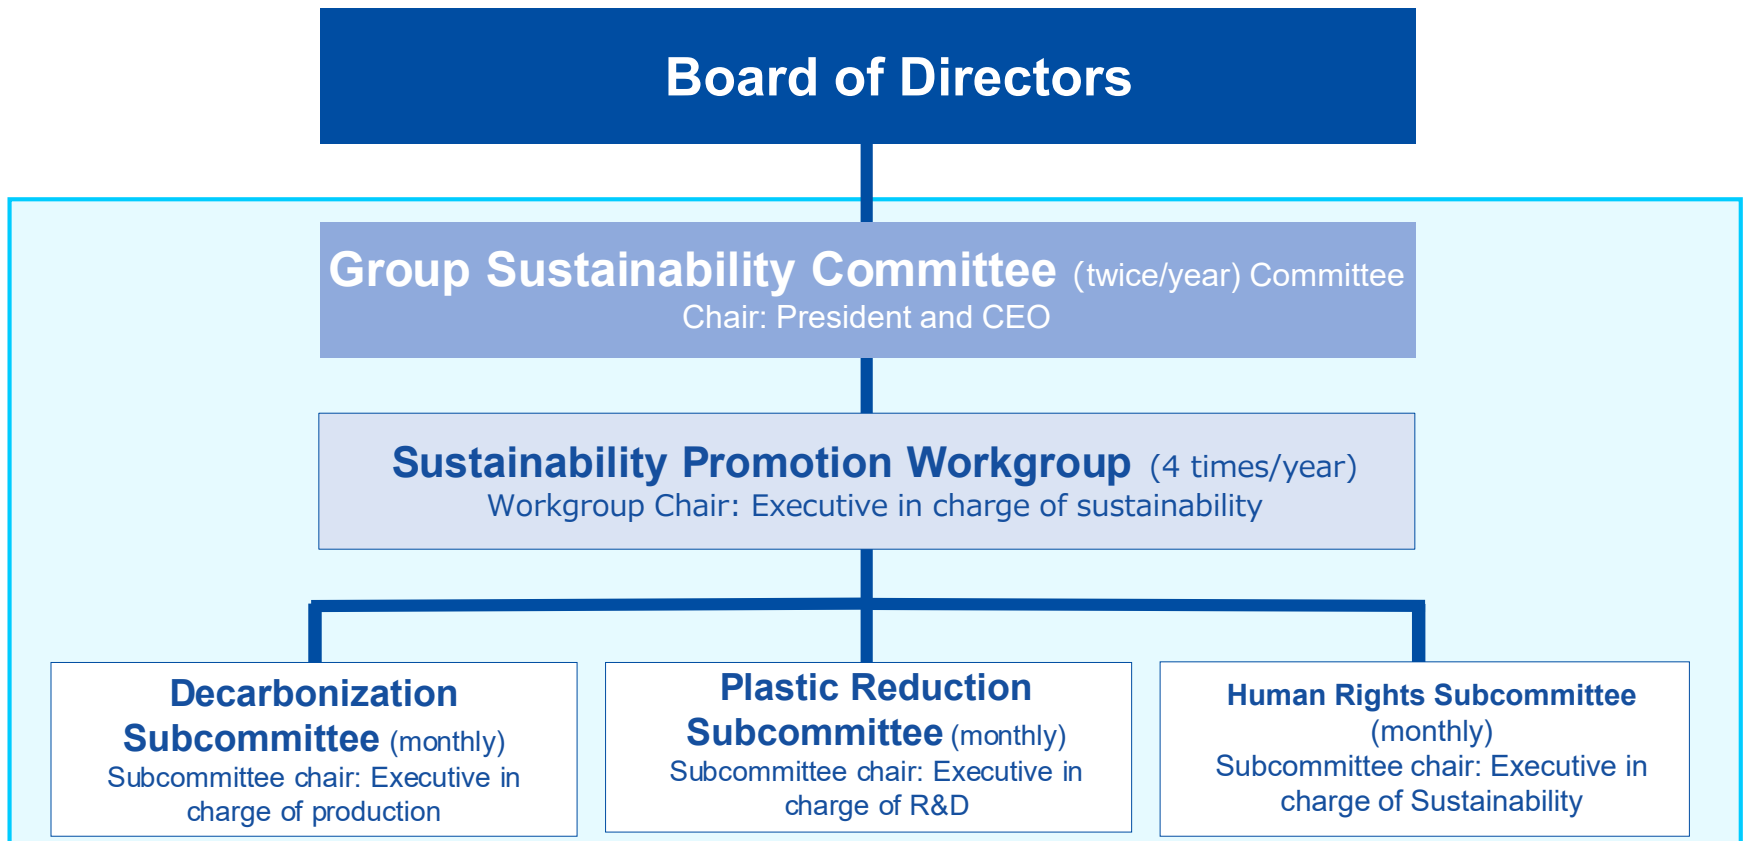 Board of Directors
Group Sustainability Committee (twice/year) Committee
Chair: President and CEO
Sustainability Promotion Workgroup (4 times/year)
Workgroup Chair: Executive in charge of sustainability
Decarbonization
Subcommittee (monthly)
Subcommittee chair: Executive in
charge of production
Plastic Reduction
Subcommittee (monthly)
Subcommittee chair: Executive in
charge of R&D
Human Rights Subcommittee
(monthly)
Subcommittee chair: Executive in
charge of Sustainability